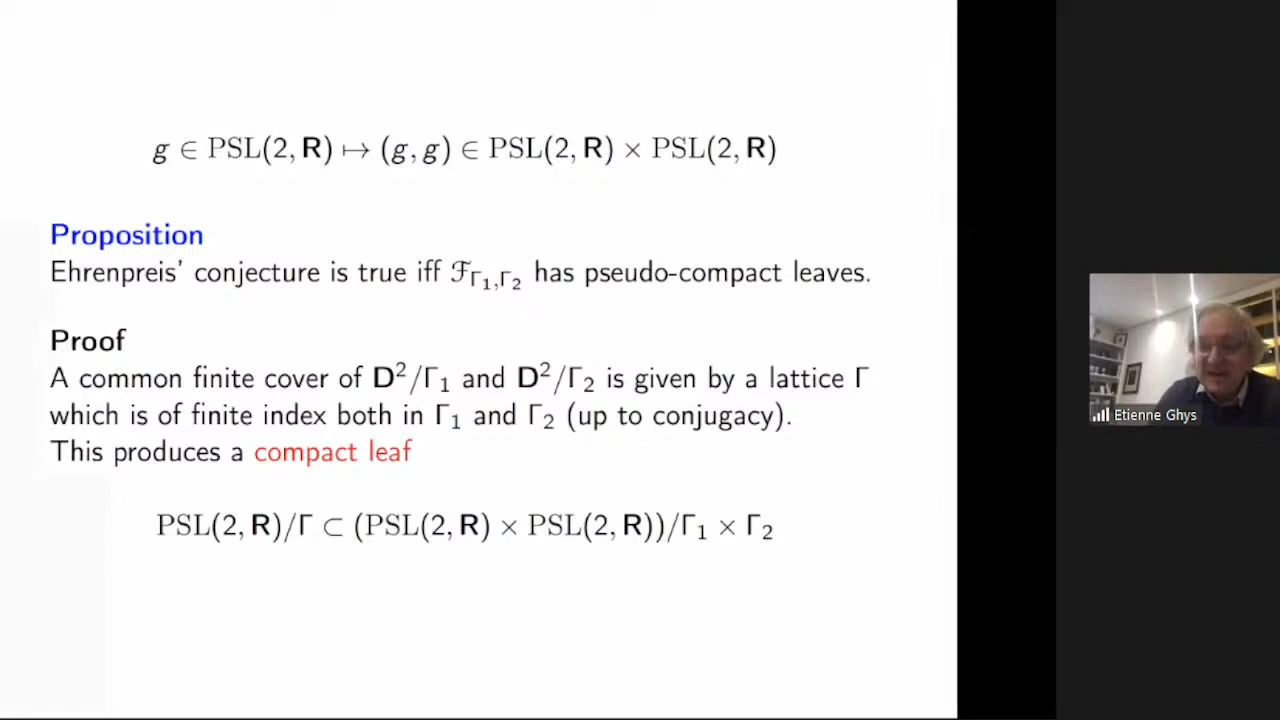 g ∈ PSL(2, R) ↦ (g, g) ∈ PSL(2, R) × PSL(2, R)
Proposition
Ehrenpreis' conjecture is true iff ℱ_{Γ₁,Γ₂} has pseudo-compact leaves.
Proof
A common finite cover of D²/Γ₁ and D²/Γ₂ is given by a lattice Γ
which is of finite index both in Γ₁ and Γ₂ (up to conjugacy).
This produces a compact leaf
PSL(2, R)/Γ ⊂ (PSL(2, R) × PSL(2, R))/Γ₁ × Γ₂
Etienne Ghys